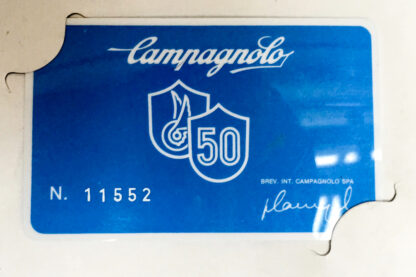 Campagnolo
50
N. 11552
BREV. INT. CAMPAGNOLO SPA